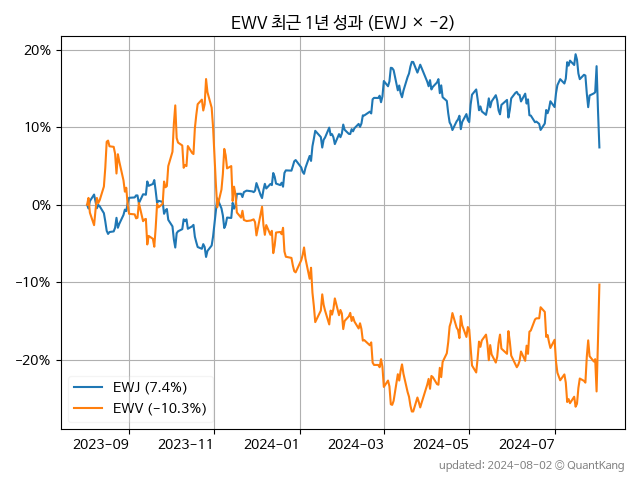 EWV 최근 1년 성과 (EWJ × −2)
20%
10%
0%
−10%
−20%
EWJ (7.4%)
EWV (−10.3%)
2023−09
2023−11
2024−01
2024−03
2024−05
2024−07
updated: 2024-08-02 © QuantKang